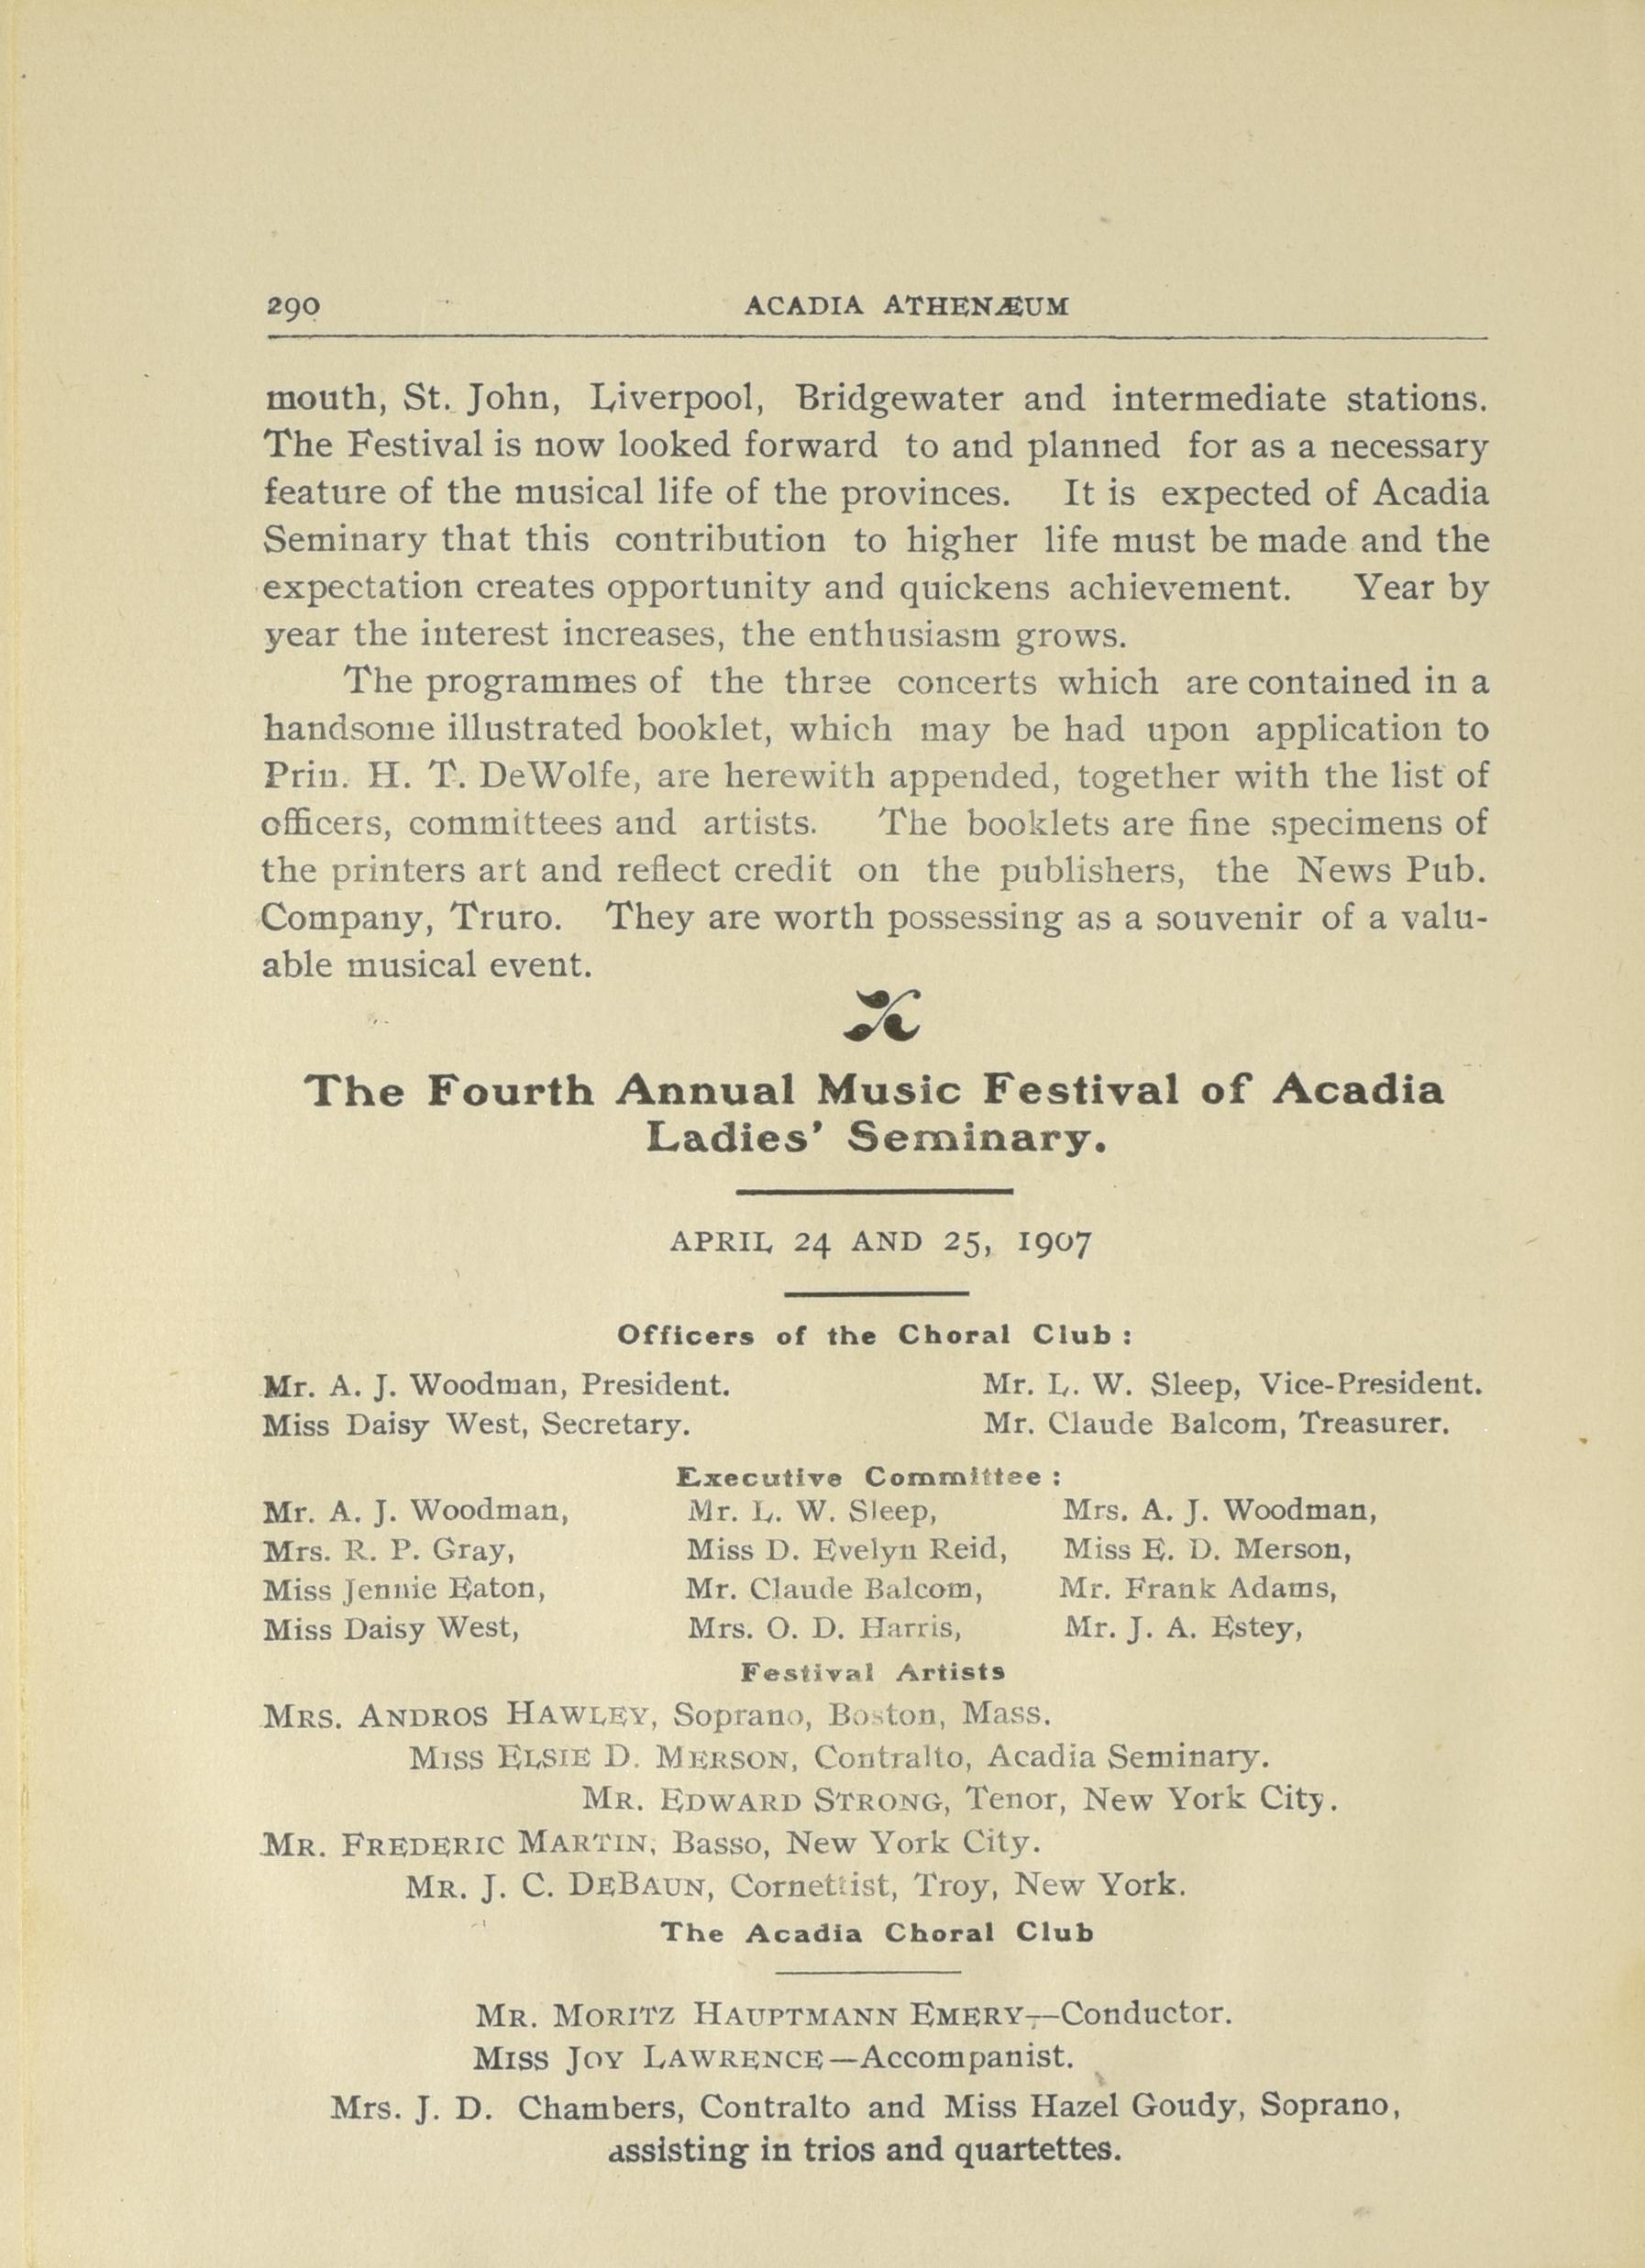 290 ACADIA ATHENÆUM
mouth, St. John, Liverpool, Bridgewater and intermediate stations.
The Festival is now looked forward to and planned for as a necessary
feature of the musical life of the provinces. It is expected of Acadia
Seminary that this contribution to higher life must be made and the
expectation creates opportunity and quickens achievement. Year by
year the interest increases, the enthusiasm grows.
The programmes of the three concerts which are contained in a
handsome illustrated booklet, which may be had upon application to
Prin. H. T. DeWolfe, are herewith appended, together with the list of
officers, committees and artists. The booklets are fine specimens of
the printers art and reflect credit on the publishers, the News Pub.
Company, Truro. They are worth possessing as a souvenir of a valu-
able musical event.
The Fourth Annual Music Festival of Acadia
Ladies' Seminary.
APRIL 24 AND 25, 1907
Officers of the Choral Club:
Mr. A. J. Woodman, President. Mr. L. W. Sleep, Vice-President.
Miss Daisy West, Secretary. Mr. Claude Balcom, Treasurer.
Executive Committee:
Mr. A. J. Woodman, Mr. L. W. Sleep, Mrs. A. J. Woodman,
Mrs. R. P. Gray, Miss D. Evelyn Reid, Miss E. D. Merson,
Miss Jennie Eaton, Mr. Claude Balcom, Mr. Frank Adams,
Miss Daisy West, Mrs. O. D. Harris, Mr. J. A. Estey,
Festival Artists
MRS. ANDROS HAWLEY, Soprano, Boston, Mass.
MISS ELSIE D. MERSON, Contralto, Acadia Seminary.
MR. EDWARD STRONG, Tenor, New York City.
MR. FREDERIC MARTIN, Basso, New York City.
MR. J. C. DEBAUN, Cornettist, Troy, New York.
The Acadia Choral Club
MR. MORITZ HAUPTMANN EMERY—Conductor.
MISS JOY LAWRENCE—Accompanist.
Mrs. J. D. Chambers, Contralto and Miss Hazel Goudy, Soprano,
assisting in trios and quartettes.